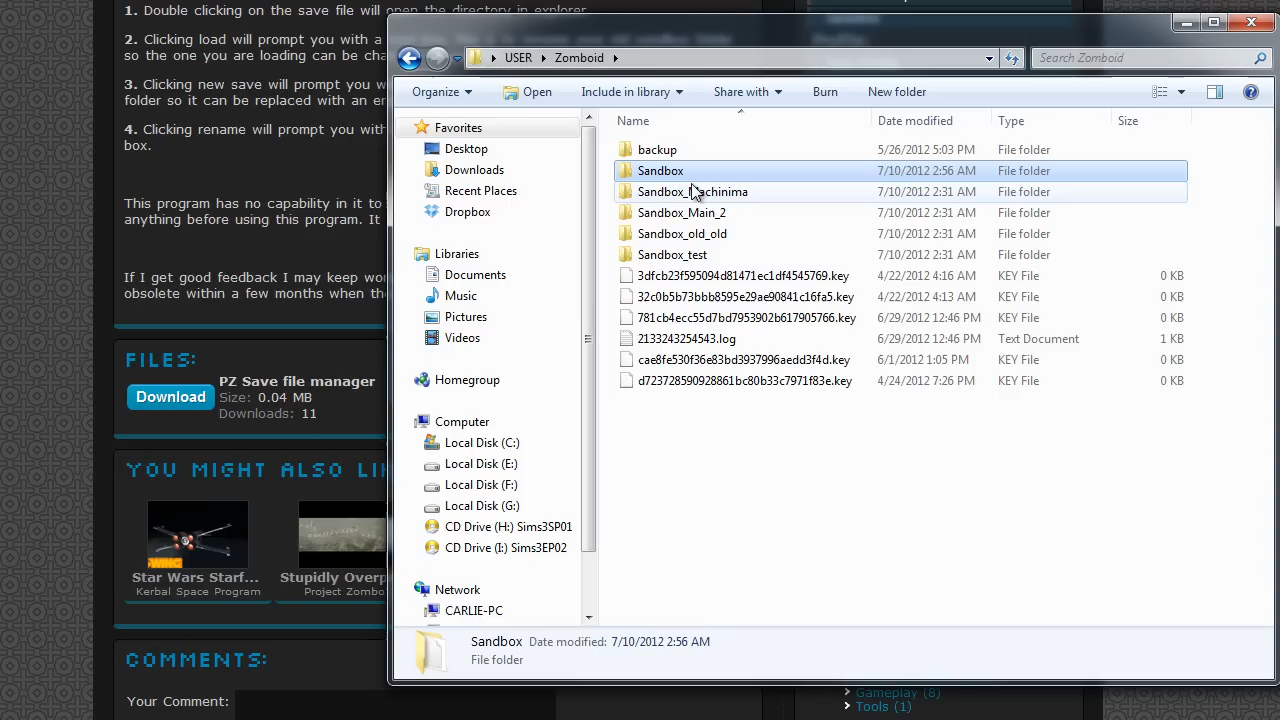 1. Double clicking on the save file will open the directory in explorer.
2. Clicking load will prompt you with a
so the one you are loading can be cha
3. Clicking new save will prompt you w
folder so it can be replaced with an e
4. Clicking rename will prompt you with
box.
This program has no capability in it to
anything before using this program. It
If I get good feedback I may keep wor
obsolete within a few months when the
FILES:
Download
PZ Save file manager
Size: 0.04 MB
Downloads: 11
YOU MIGHT ALSO LI
Star Wars Starf...
Kerbal Space Program
Stupidly Overp
Project Zombo
COMMENTS:
Your Comment:
USER
Zomboid
Search Zomboid
Organize
Open
Include in library
Share with
Burn
New folder
Favorites
Desktop
Downloads
Recent Places
Dropbox
Libraries
Documents
Music
Pictures
Videos
Homegroup
Computer
Local Disk (C:)
Local Disk (E:)
Local Disk (F:)
Local Disk (G:)
CD Drive (H:) Sims3SP01
CD Drive (I:) Sims3EP02
Network
CARLIE-PC
Name Date modified Type Size
backup 5/26/2012 5:03 PM File folder
Sandbox 7/10/2012 2:56 AM File folder
Sandbox_Machinima 7/10/2012 2:31 AM File folder
Sandbox_Main_2 7/10/2012 2:31 AM File folder
Sandbox_old_old 7/10/2012 2:31 AM File folder
Sandbox_test 7/10/2012 2:31 AM File folder
3dfcb23f595094d81471ec1df4545769.key 4/22/2012 4:16 AM KEY File 0 KB
32c0b5b73bbb8595e29ae90841c16fa5.key 4/22/2012 4:13 AM KEY File 0 KB
781cb4ecc55d7bd7953902b617905766.key 6/29/2012 12:46 PM KEY File 0 KB
2133243254543.log 6/29/2012 12:46 PM Text Document 1 KB
cae8fe530f36e83bd3937996aedd3f4d.key 6/1/2012 1:05 PM KEY File 0 KB
d723728590928861bc80b33c7971f83e.key 4/24/2012 7:26 PM KEY File 0 KB
Sandbox Date modified: 7/10/2012 2:56 AM
File folder
Gameplay (8)
Tools (1)